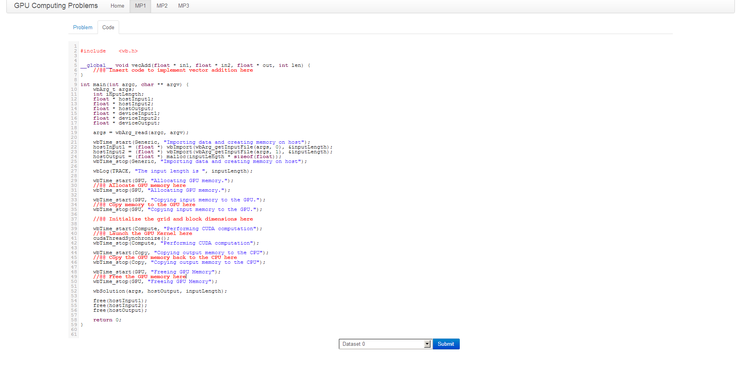 GPU Computing Problems Home MP1 MP2 MP3
Problem Code
#include <wb.h>
__global__ void vecAdd(float * in1, float * in2, float * out, int len) {
//@@ Insert code to implement vector addition here
}
int main(int argc, char ** argv) {
wbArg_t args;
int inputLength;
float * hostInput1;
float * hostInput2;
float * hostOutput;
float * deviceInput1;
float * deviceInput2;
float * deviceOutput;
args = wbArg_read(argc, argv);
wbTime_start(Generic, "Importing data and creating memory on host");
hostInput1 = (float *) wbImport(wbArg_getInputFile(args, 0), &inputLength);
hostInput2 = (float *) wbImport(wbArg_getInputFile(args, 1), &inputLength);
hostOutput = (float *) malloc(inputLength * sizeof(float));
wbTime_stop(Generic, "Importing data and creating memory on host");
wbLog(TRACE, "The input length is ", inputLength);
wbTime_start(GPU, "Allocating GPU memory.");
//@@ Allocate GPU memory here
wbTime_stop(GPU, "Allocating GPU memory.");
wbTime_start(GPU, "Copying input memory to the GPU.");
//@@ Copy memory to the GPU here
wbTime_stop(GPU, "Copying input memory to the GPU.");
//@@ Initialize the grid and block dimensions here
wbTime_start(Compute, "Performing CUDA computation");
//@@ Launch the GPU Kernel here
cudaThreadSynchronize();
wbTime_stop(Compute, "Performing CUDA computation");
wbTime_start(Copy, "Copying output memory to the CPU");
//@@ Copy the GPU memory back to the CPU here
wbTime_stop(Copy, "Copying output memory to the CPU");
wbTime_start(GPU, "Freeing GPU Memory");
//@@ Free the GPU memory here
wbTime_stop(GPU, "Freeing GPU Memory");
wbSolution(args, hostOutput, inputLength);
free(hostInput1);
free(hostInput2);
free(hostOutput);
return 0;
}
Dataset 0 Submit